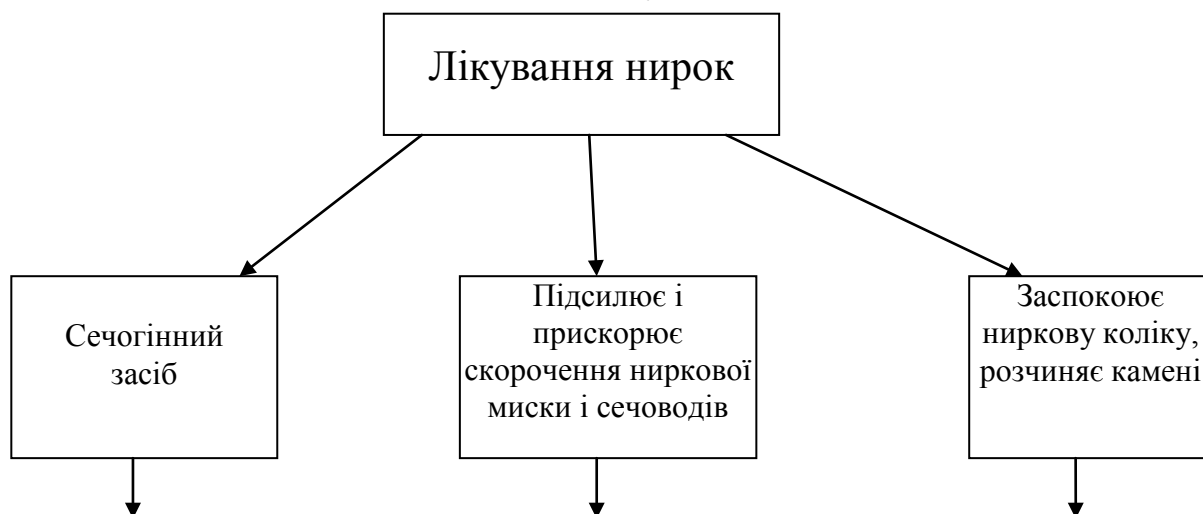 Лікування нирок
Сечогінний
засіб
Підсилює і
прискорює
скорочення ниркової
миски і сечоводів
Заспокоює
ниркову коліку,
розчиняє камені